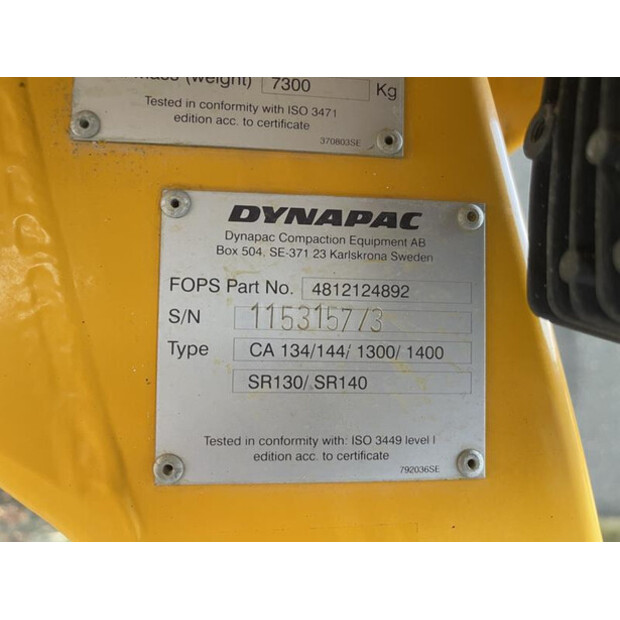 Mass (weight) 7300 Kg
Tested in conformity with ISO 3471
edition acc. to certificate
370803SE
DYNAPAC
Dynapac Compaction Equipment AB
Box 504, SE-371 23 Karlskrona Sweden
FOPS Part No. 4812124892
S/N 1153157/3
Type CA 134/144/ 1300/ 1400
SR130/ SR140
Tested in conformity with: ISO 3449 level I
edition acc. to certificate
792036SE